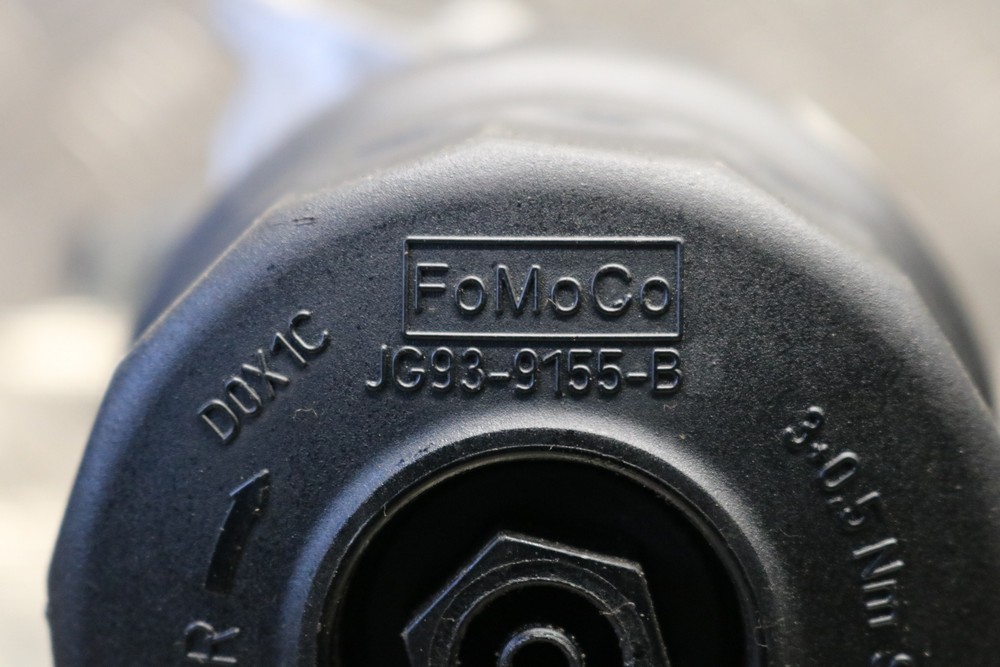 FoMoCo
JG93-9155-B
D0X1C
3+0.5 Nm